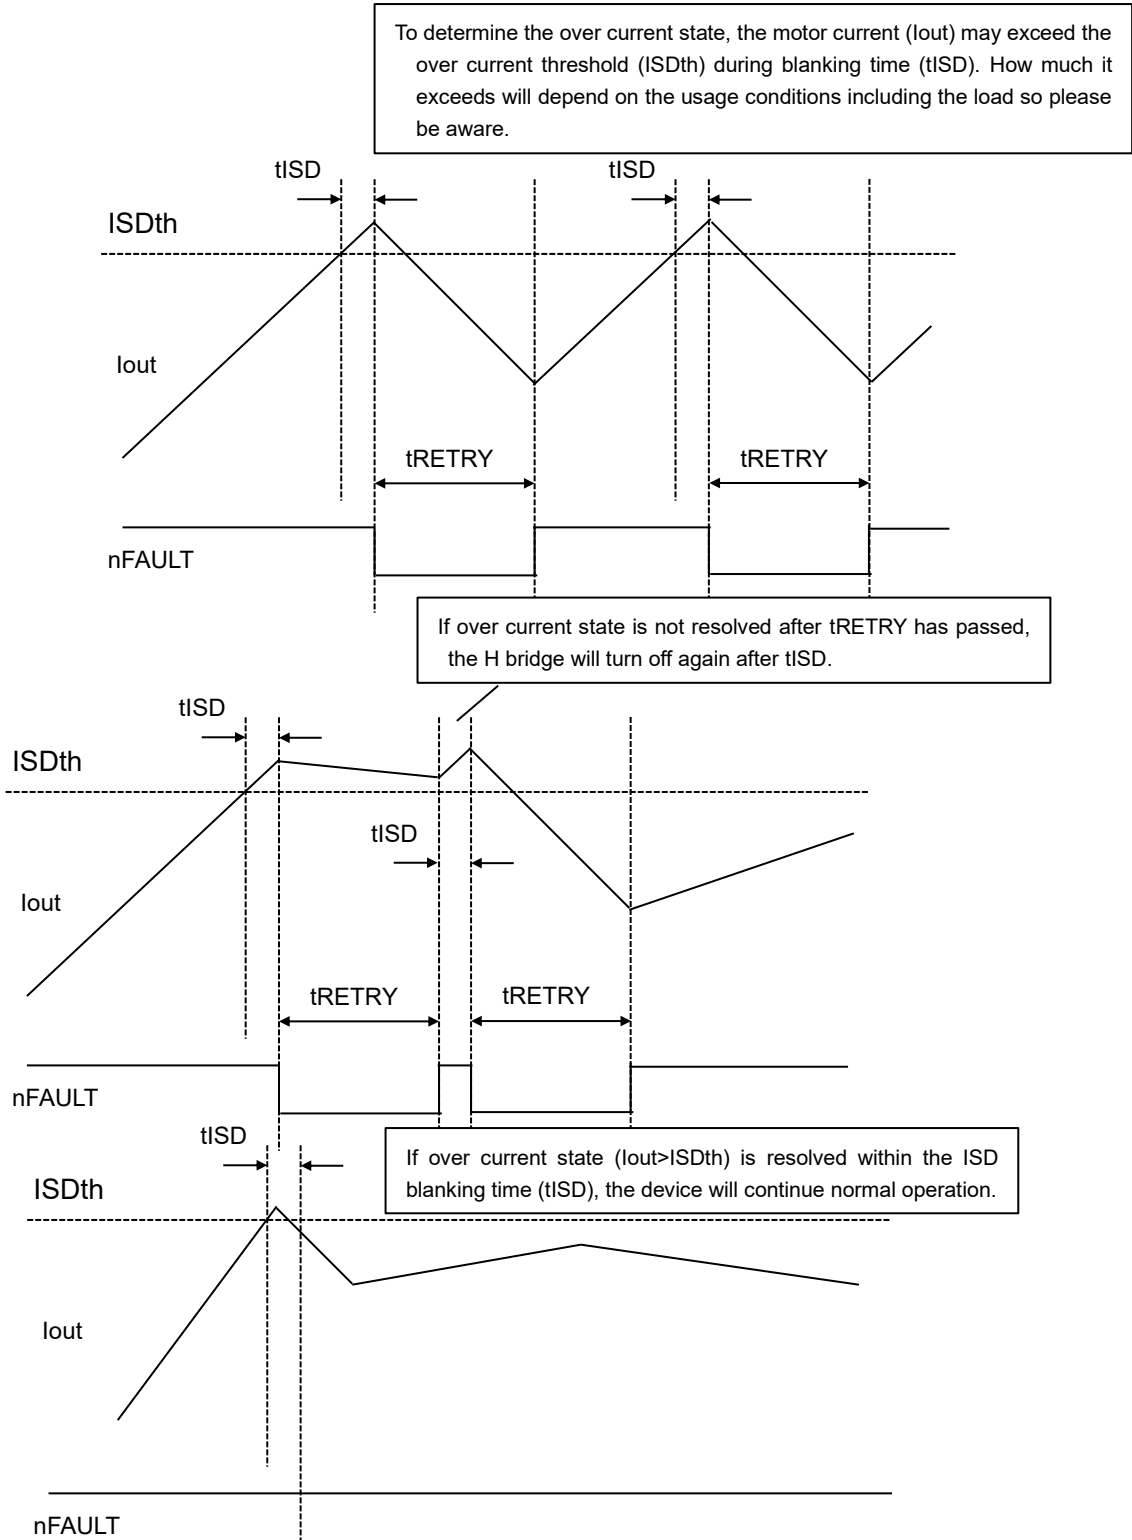 To determine the over current state, the motor current (Iout) may exceed the
over current threshold (ISDth) during blanking time (tISD). How much it
exceeds will depend on the usage conditions including the load so please
be aware.
tISD
tISD
ISDth
Iout
tRETRY
tRETRY
nFAULT
If over current state is not resolved after tRETRY has passed,
the H bridge will turn off again after tISD.
tISD
ISDth
tISD
Iout
tRETRY
tRETRY
nFAULT
tISD
If over current state (Iout>ISDth) is resolved within the ISD
blanking time (tISD), the device will continue normal operation.
ISDth
Iout
nFAULT